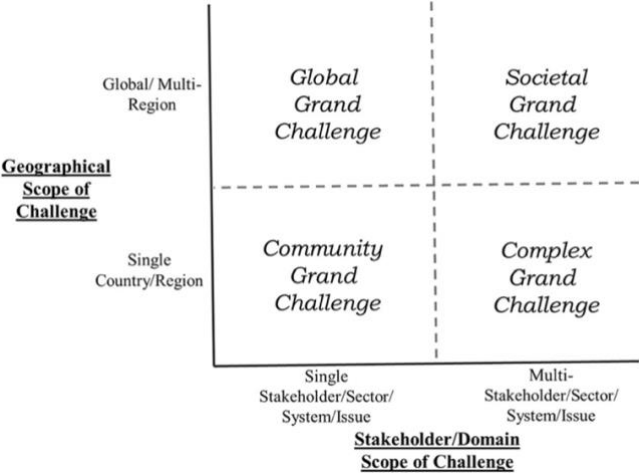 Global/ Multi-
Region
Global
Grand
Challenge
Societal
Grand
Challenge
Geographical
Scope of
Challenge
Single
Country/Region
Community
Grand
Challenge
Complex
Grand
Challenge
Single
Stakeholder/Sector/
System/Issue
Multi-
Stakeholder/Sector/
System/Issue
Stakeholder/Domain
Scope of Challenge